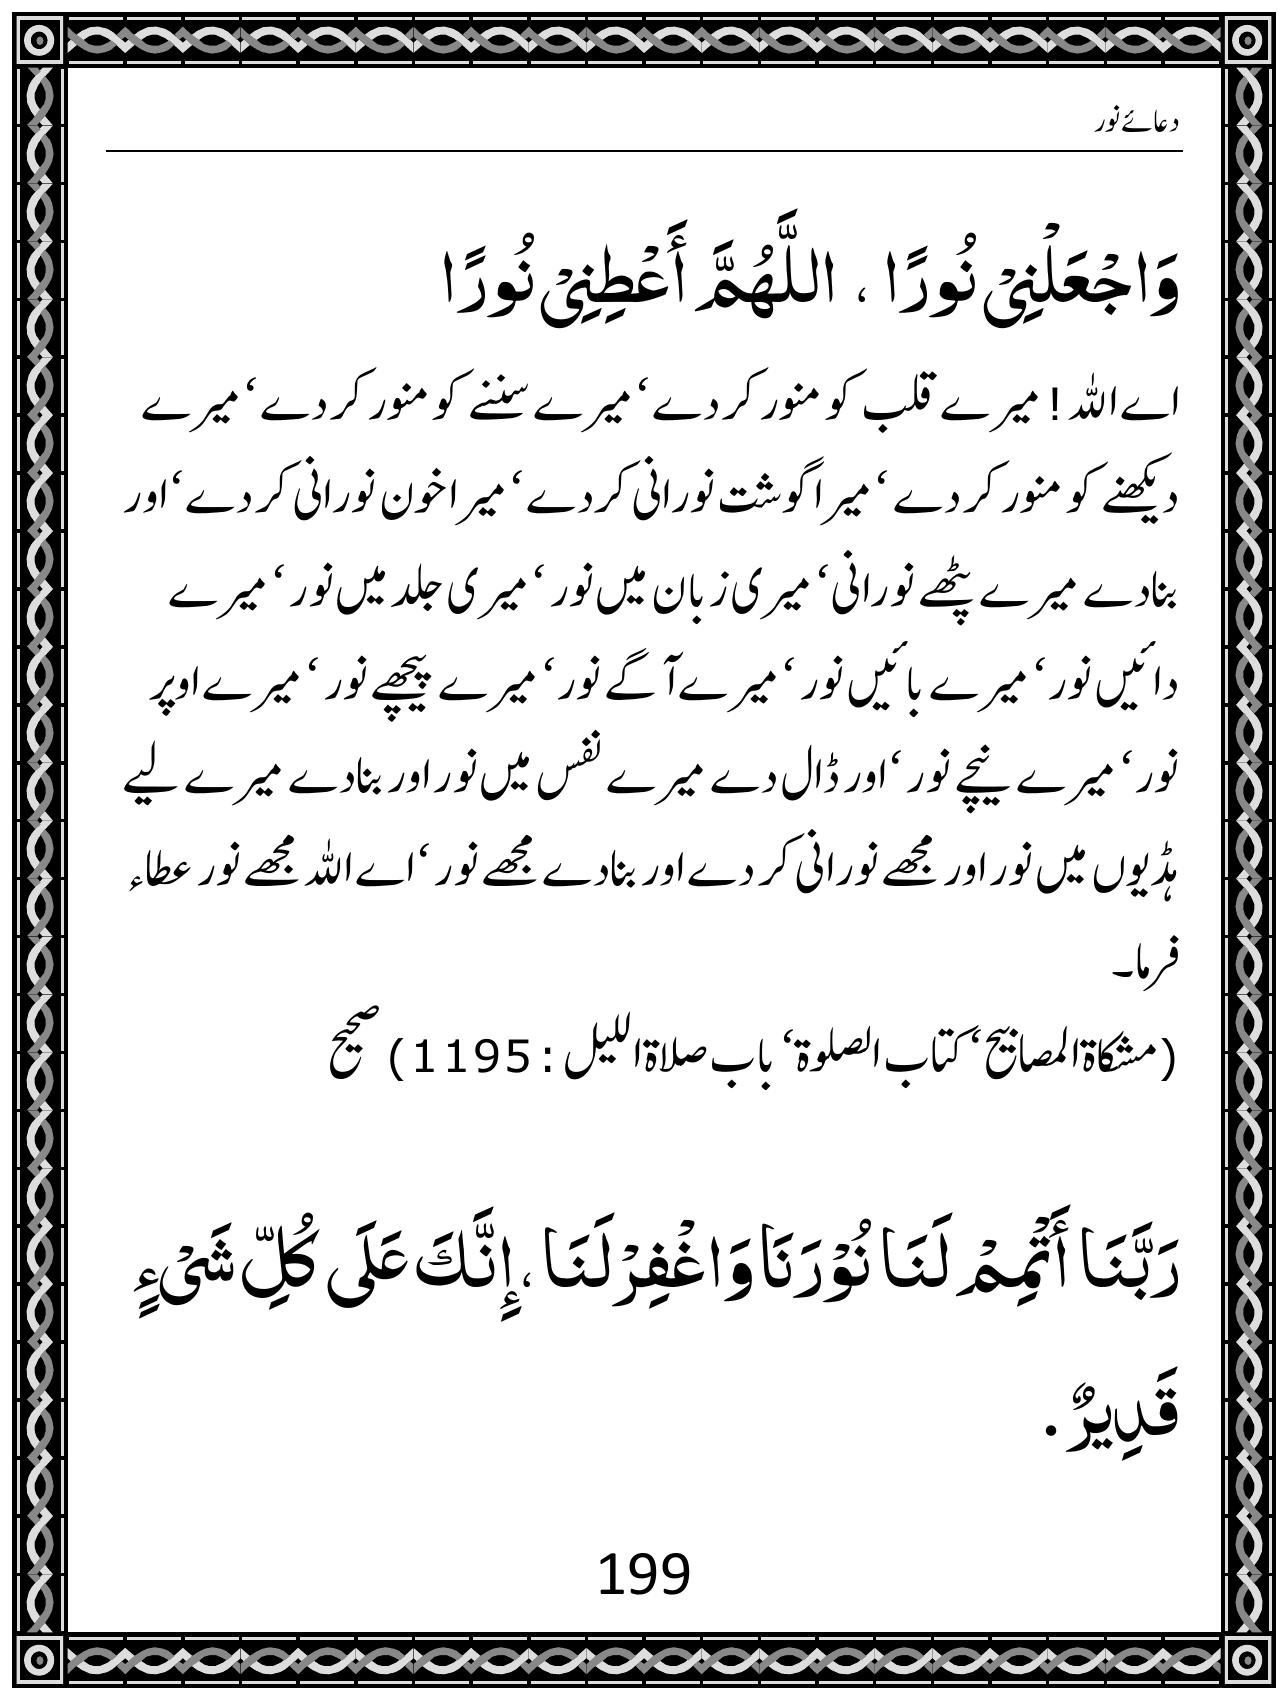 دعائے نور
وَاجْعَلْنِیْ نُورًا ، اللَّهُمَّ أَعْطِنِیْ نُورًا
اے اللہ ! میرے قلب کو منور کر دے ‘ میرے سننے کو منور کر دے ‘ میرے
دیکھنے کو منور کر دے ‘ میرا گوشت نورانی کر دے ‘ میرا خون نورانی کر دے ‘ اور
بنادے میرے پٹھے نورانی ‘ میری زبان میں نور ‘ میری جلد میں نور ‘ میرے
دائیں نور ‘ میرے بائیں نور ‘ میرے آگے نور ‘ میرے پیچھے نور ‘ میرے اوپر
نور ‘ میرے نیچے نور ‘ اور ڈال دے میرے نفس میں نور اور بنادے میرے لیے
ہڈیوں میں نور اور مجھے نورانی کر دے اور بنادے مجھے نور ‘ اے اللہ مجھے نور عطاء
فرما۔
(مشکاۃ المصابیح ‘ کتاب الصلوۃ ‘ باب صلاۃ اللیل : 1195) صحیح
رَبَّنَا أَتْمِمْ لَنَا نُوْرَنَا وَاغْفِرْلَنَا ، إِنَّكَ عَلَى كُلِّ شَیْءٍ
قَدِيرٌ .
199